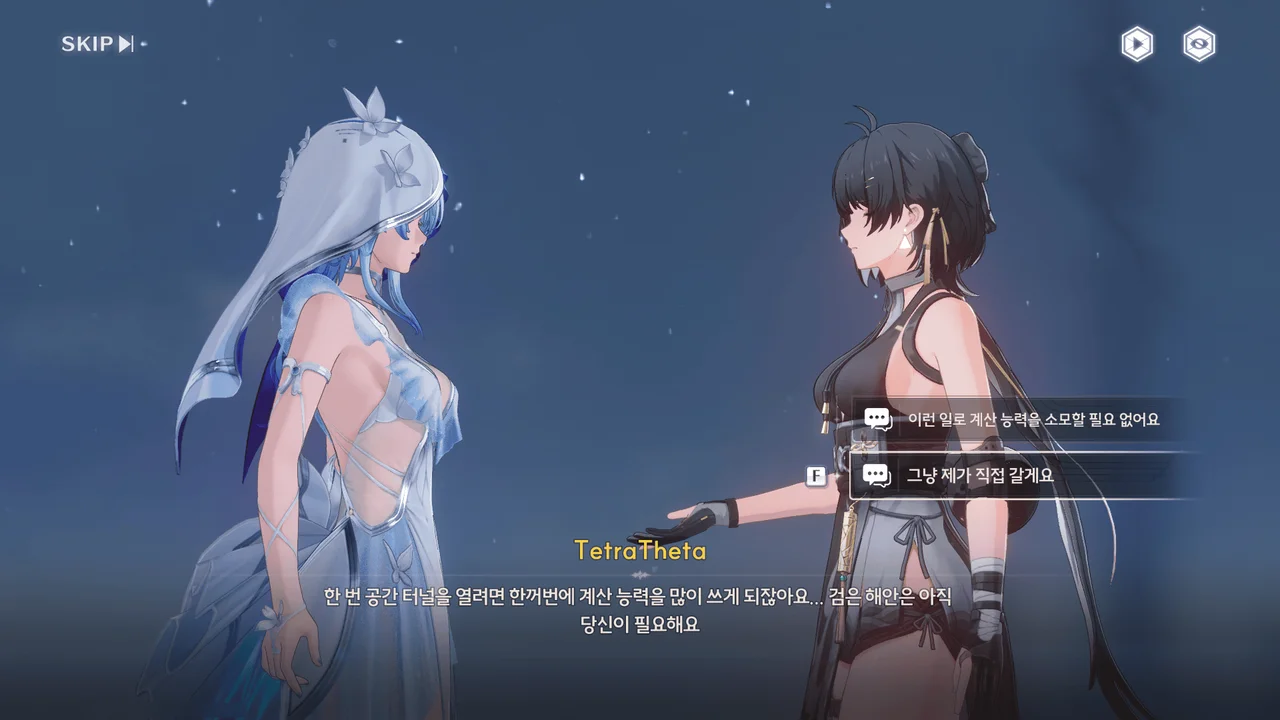 SKIP
이런 일로 계산 능력을 소모할 필요 없어요
F
그냥 제가 직접 갈게요
TetraTheta
한 번 공간 터널을 열려면 한꺼번에 계산 능력을 많이 쓰게 되잖아요... 검은 해안은 아직
당신이 필요해요